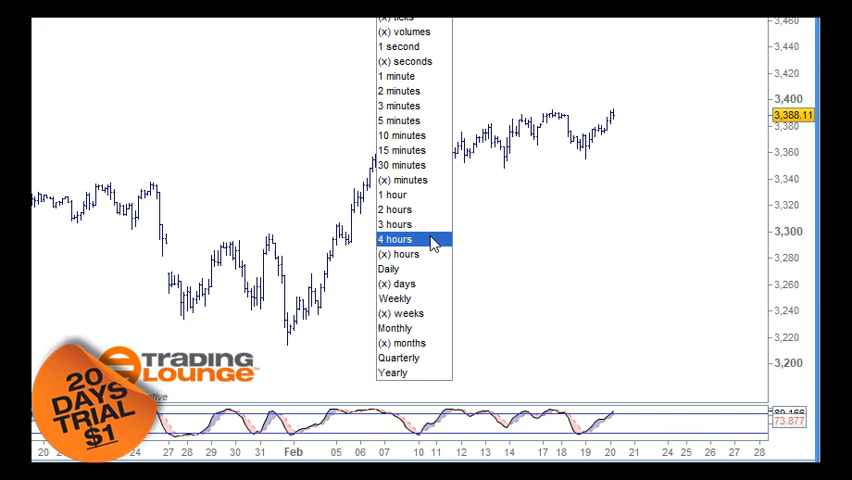 (x) ticks
(x) volumes
1 second
(x) seconds
1 minute
2 minutes
3 minutes
5 minutes
10 minutes
15 minutes
30 minutes
(x) minutes
1 hour
2 hours
3 hours
4 hours
(x) hours
Daily
(x) days
Weekly
(x) weeks
Monthly
(x) months
Quarterly
Yearly
3,460
3,440
3,420
3,400
3,388.11
3,380
3,360
3,340
3,320
3,300
3,280
3,260
3,240
3,220
3,200
TRADING
LOUNGE
20
DAYS
TRIAL
$1
73.877
20 24 27 28 29 30 31 Feb 05 06 07 10 11 12 13 14 17 18 19 20 21 24 25 26 27 28